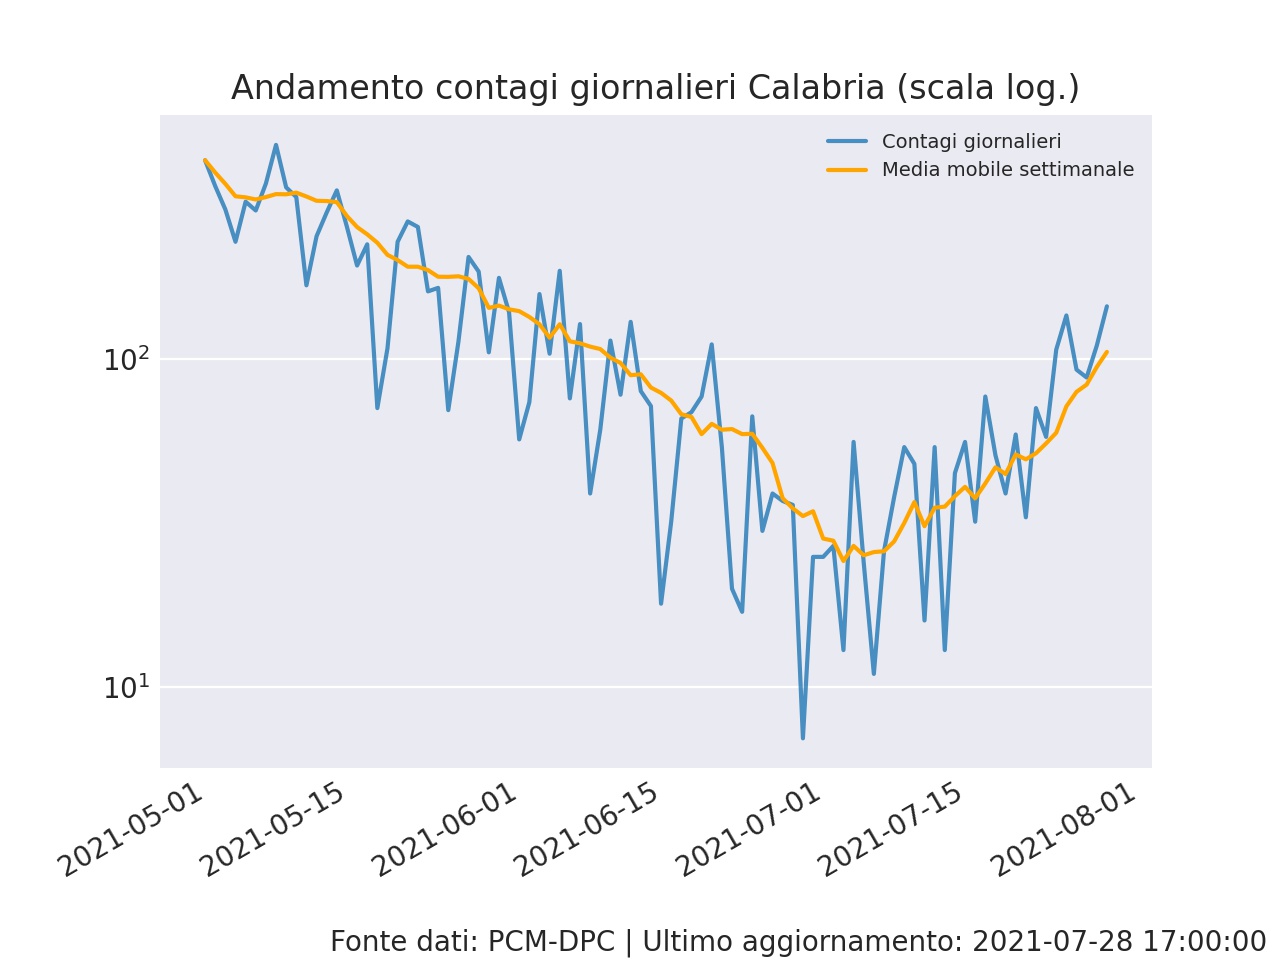 Andamento contagi giornalieri Calabria (scala log.)
Contagi giornalieri
Media mobile settimanale
10²
10¹
2021-05-01
2021-05-15
2021-06-01
2021-06-15
2021-07-01
2021-07-15
2021-08-01
Fonte dati: PCM-DPC | Ultimo aggiornamento: 2021-07-28 17:00:00